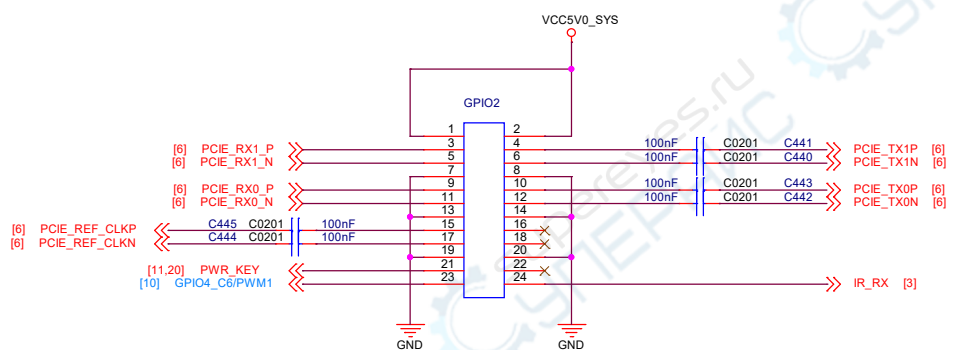 VCC5V0_SYS
GPIO2
1 2
[6] PCIE_RX1_P 3 4 100nF C0201 C441 PCIE_TX1P [6]
[6] PCIE_RX1_N 5 6 100nF C0201 C440 PCIE_TX1N [6]
7 8
[6] PCIE_RX0_P 9 10 100nF C0201 C443 PCIE_TX0P [6]
[6] PCIE_RX0_N 11 12 100nF C0201 C442 PCIE_TX0N [6]
13 14
[6] PCIE_REF_CLKP C445 C0201 100nF 15 16
[6] PCIE_REF_CLKN C444 C0201 100nF 17 18
19 20
[11,20] PWR_KEY 21 22
[10] GPIO4_C6/PWM1 23 24 IR_RX [3]
GND GND
supereyes.ru
СУПЕРАЙС